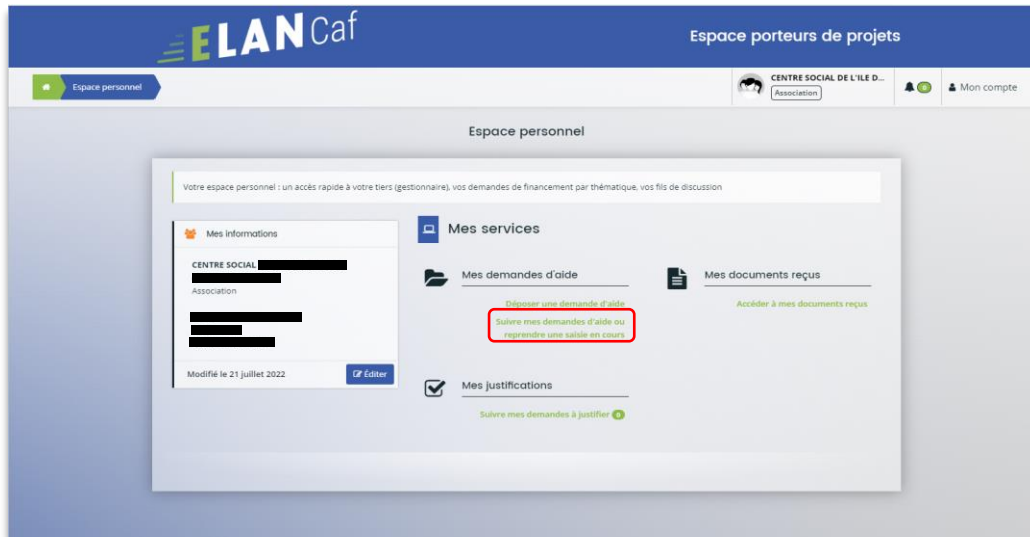 ELAN Caf
Espace porteurs de projets
Espace personnel
CENTRE SOCIAL DE L'ILE D...
Association
0
Mon compte
Espace personnel
Votre espace personnel : un accès rapide à votre tiers (gestionnaire), vos demandes de financement par thématique, vos fils de discussion
Mes informations
CENTRE SOCIAL
Association
Modifié le 21 juillet 2022
Éditer
Mes services
Mes demandes d'aide
Déposer une demande d'aide
Suivre mes demandes d'aide ou
reprendre une saisie en cours
Mes documents reçus
Accéder à mes documents reçus
Mes justifications
Suivre mes demandes à justifier 0